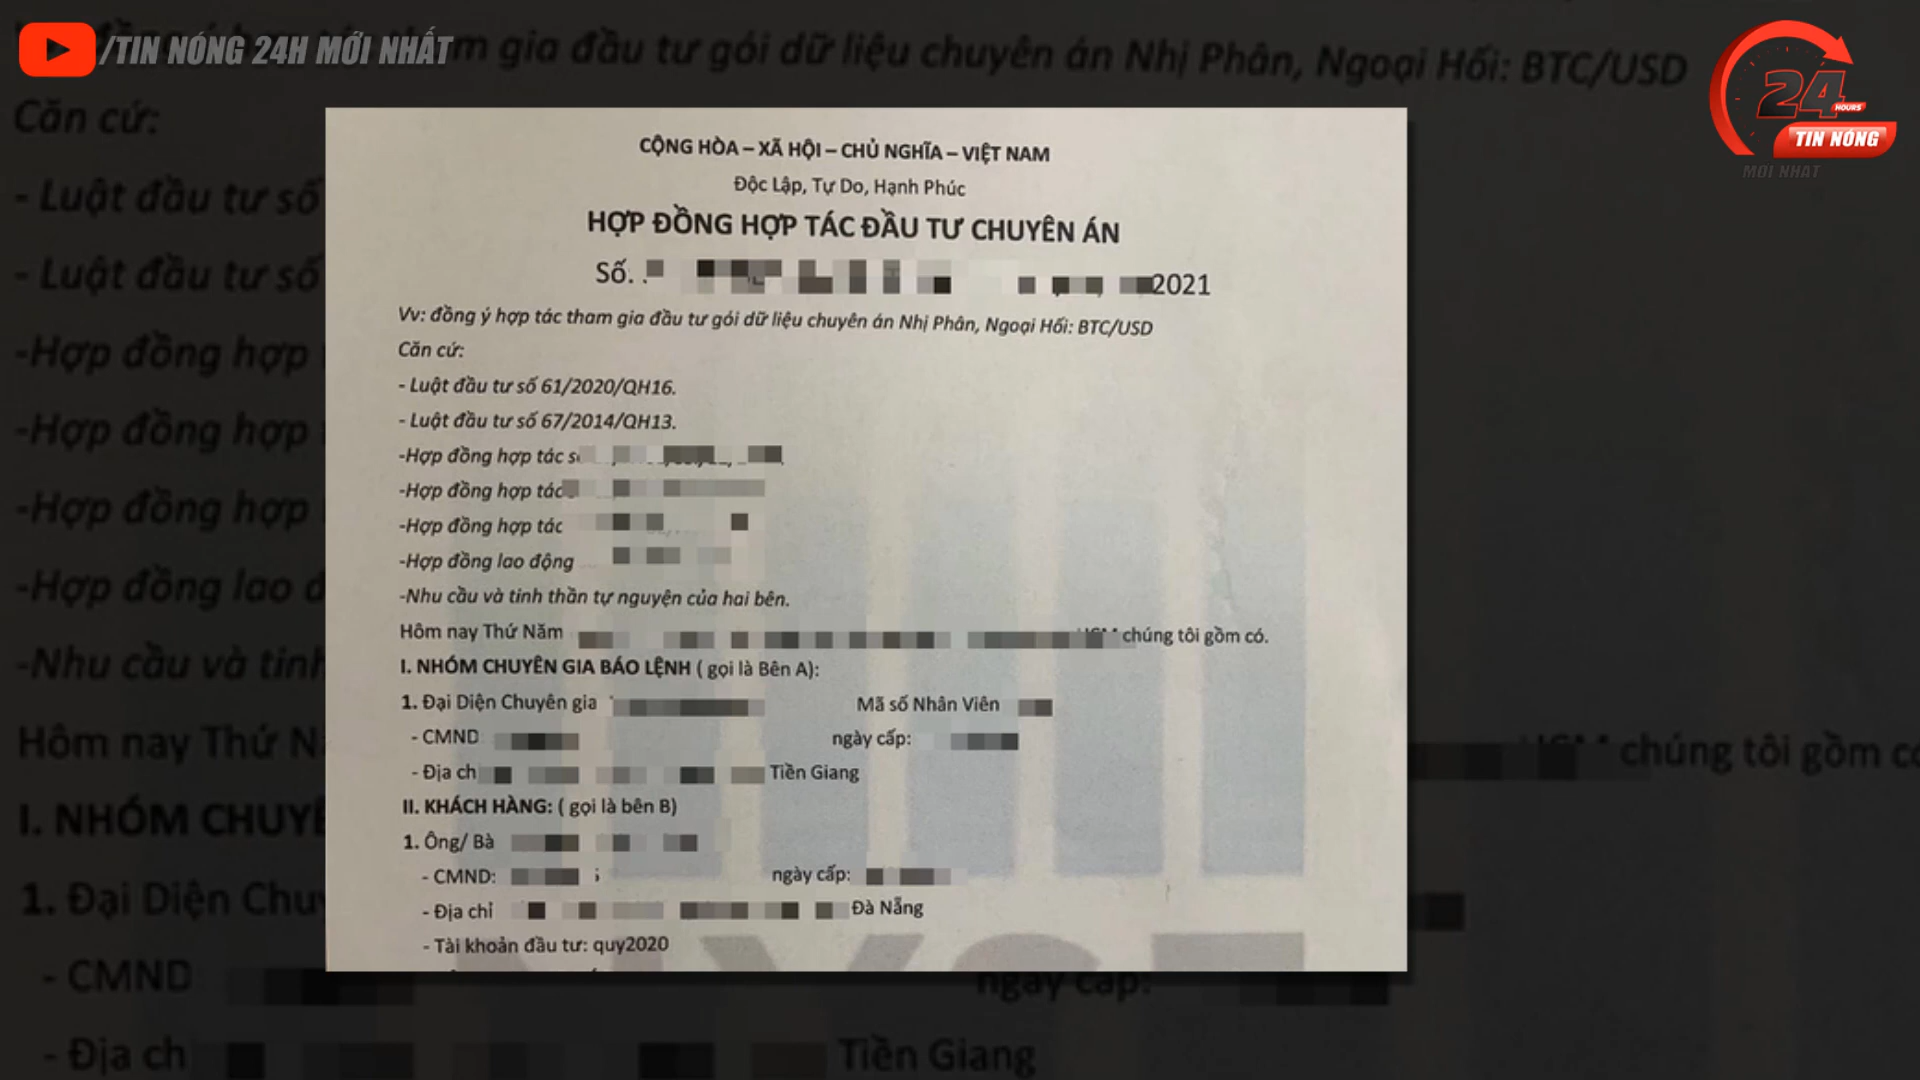 /TIN NÓNG 24H MỚI NHẤT
m gia đầu tư gói dữ liệu chuyên án Nhị Phân, Ngoại Hối: BTC/USD
24
HOURS
TIN NÓNG
MOI NHAT
Căn cứ:
- Luật đầu tư số
- Luật đầu tư số
-Hợp đồng hợp
-Hợp đồng hợp
-Hợp đồng hợp
-Hợp đồng lao đ
-Nhu cầu và tinh
Hôm nay Thứ N
chúng tôi gồm có
I. NHÓM CHUYÊ
1. Đại Diện Chuy
- CMND
ngày cấp:
- Địa ch
Tiền Giang
CỘNG HÒA – XÃ HỘI – CHỦ NGHĨA – VIỆT NAM
Độc Lập, Tự Do, Hạnh Phúc
HỢP ĐỒNG HỢP TÁC ĐẦU TƯ CHUYÊN ÁN
Số. 2021
Vv: đồng ý hợp tác tham gia đầu tư gói dữ liệu chuyên án Nhị Phân, Ngoại Hối: BTC/USD
Căn cứ:
- Luật đầu tư số 61/2020/QH16.
- Luật đầu tư số 67/2014/QH13.
-Hợp đồng hợp tác s
-Hợp đồng hợp tác
-Hợp đồng hợp tác
-Hợp đồng lao động
-Nhu cầu và tinh thần tự nguyện của hai bên.
Hôm nay Thứ Năm chúng tôi gồm có.
I. NHÓM CHUYÊN GIA BÁO LỆNH ( gọi là Bên A):
1. Đại Diện Chuyên gia Mã số Nhân Viên
- CMND ngày cấp:
- Địa ch Tiền Giang
II. KHÁCH HÀNG: ( gọi là bên B)
1. Ông/ Bà
- CMND: ngày cấp:
- Địa chỉ Đà Nẵng
- Tài khoản đầu tư: quy2020